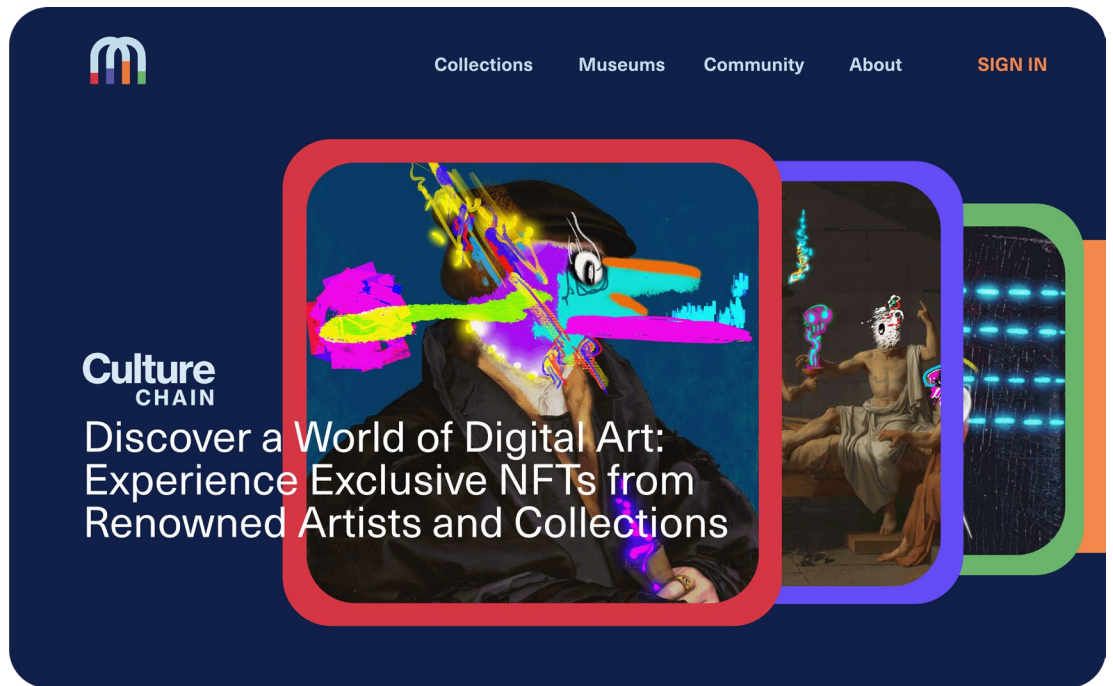 Collections Museums Community About SIGN IN
Culture
CHAIN
Discover a World of Digital Art:
Experience Exclusive NFTs from
Renowned Artists and Collections